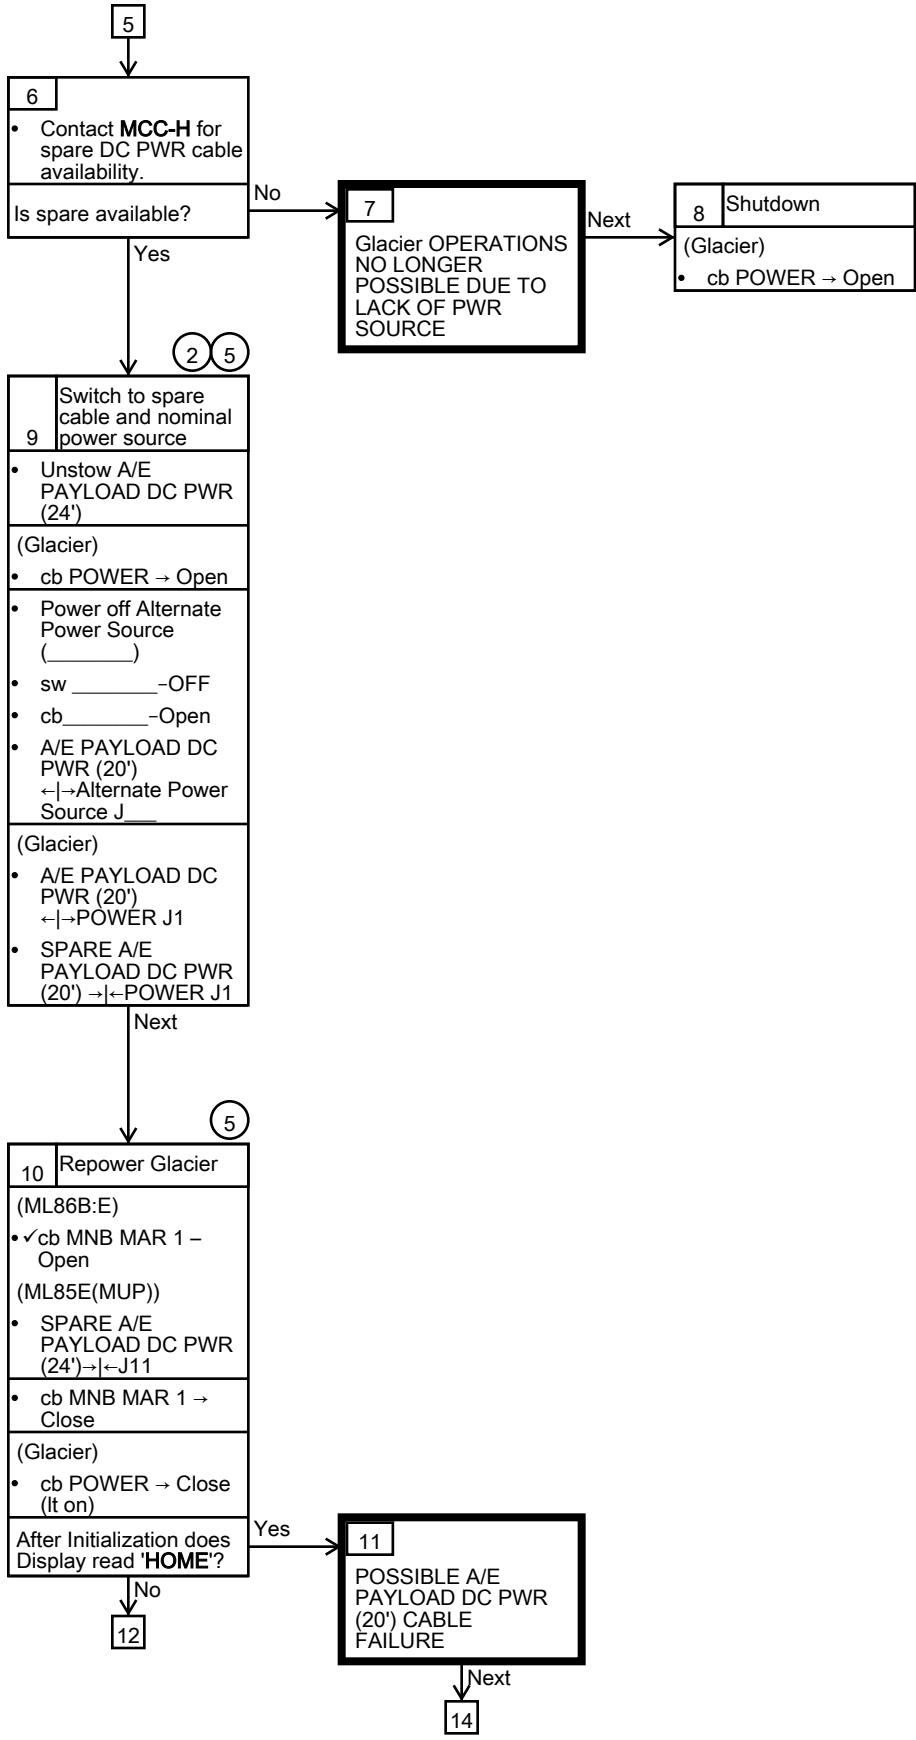 5
6
• Contact MCC-H for
spare DC PWR cable
availability.
Is spare available?
No
Yes
7
Glacier OPERATIONS
NO LONGER
POSSIBLE DUE TO
LACK OF PWR
SOURCE
Next
8 Shutdown
(Glacier)
• cb POWER → Open
2 5
9 Switch to spare
cable and nominal
power source
• Unstow A/E
PAYLOAD DC PWR
(24')
(Glacier)
• cb POWER → Open
• Power off Alternate
Power Source
(________)
• sw ________−OFF
• cb________−Open
• A/E PAYLOAD DC
PWR (20')
←|→Alternate Power
Source J___
(Glacier)
• A/E PAYLOAD DC
PWR (20')
←|→POWER J1
• SPARE A/E
PAYLOAD DC PWR
(20') →|←POWER J1
Next
5
10 Repower Glacier
(ML86B:E)
• ✓cb MNB MAR 1 –
Open
(ML85E(MUP))
• SPARE A/E
PAYLOAD DC PWR
(24')→|←J11
• cb MNB MAR 1 →
Close
(Glacier)
• cb POWER → Close
(lt on)
After Initialization does
Display read 'HOME'?
Yes
No
12
11
POSSIBLE A/E
PAYLOAD DC PWR
(20') CABLE
FAILURE
Next
14